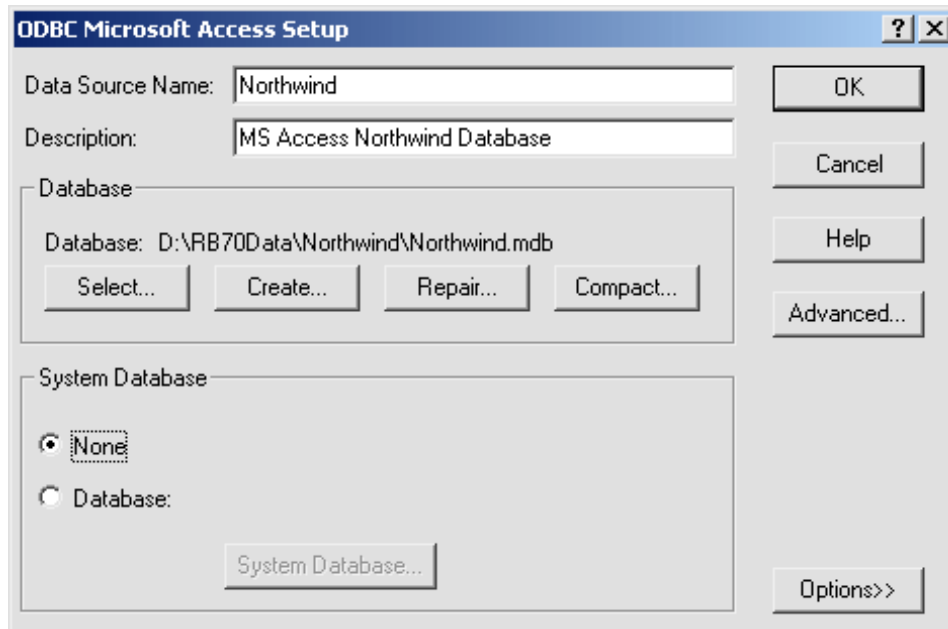 ODBC Microsoft Access Setup
Data Source Name: Northwind
Description: MS Access Northwind Database
OK
Cancel
Help
Advanced...
Database
Database: D:\RB70Data\Northwind\Northwind.mdb
Select... Create... Repair... Compact...
System Database
None
Database:
System Database...
Options>>